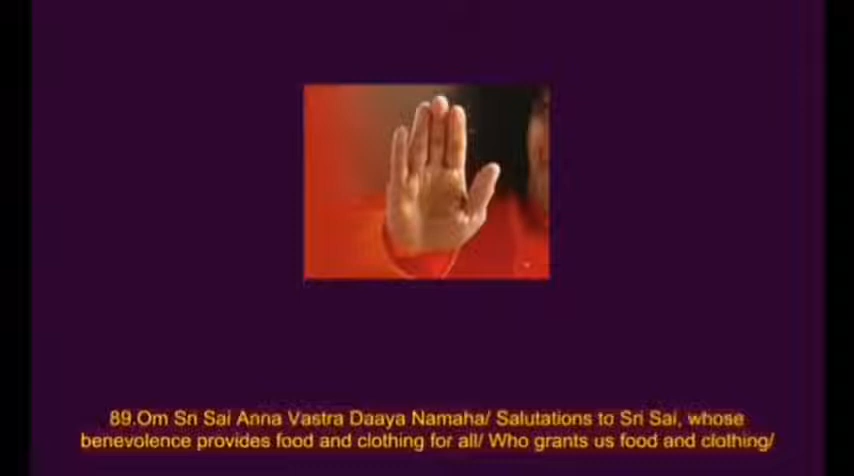 89.Om Sri Sai Anna Vastra Daaya Namaha/ Salutations to Sri Sai, whose
benevolence provides food and clothing for all/ Who grants us food and clothing/